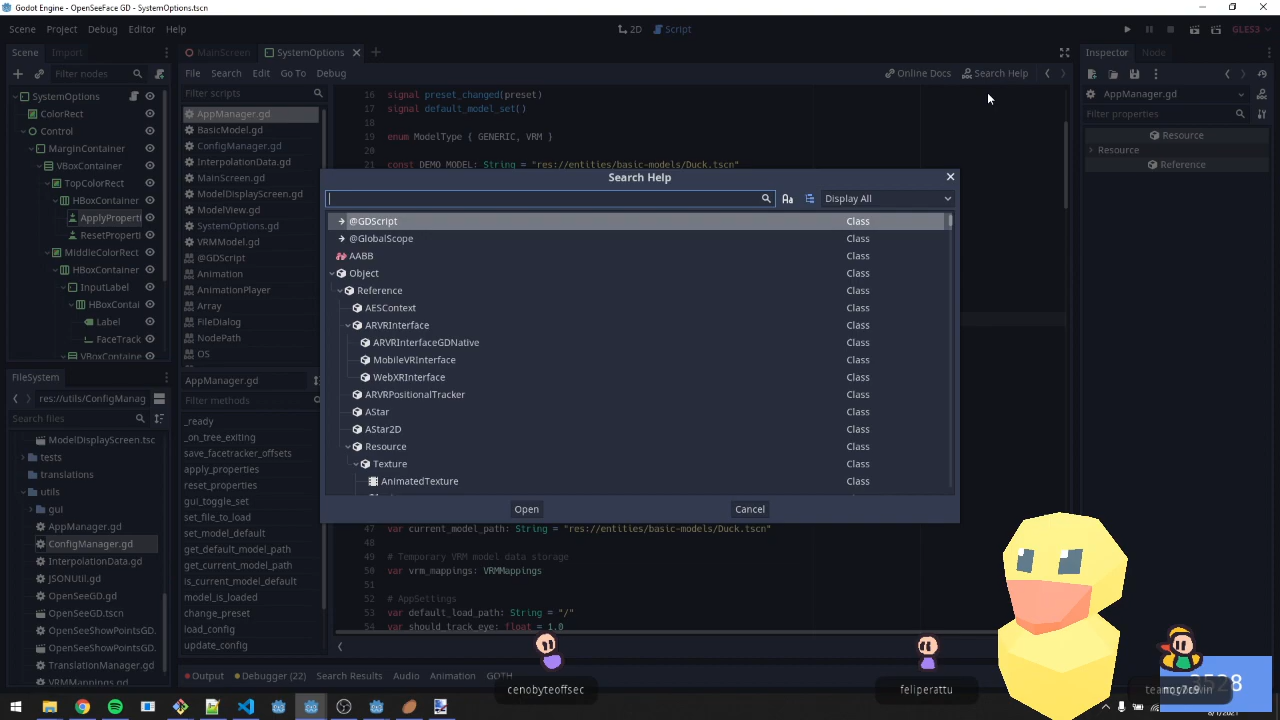 Godot Engine - OpenSeeFace GD - SystemOptions.tscn
Scene Project Debug Editor Help
2D Script
GLES3
Scene Import
MainScreen SystemOptions
Inspector Node
Filter nodes
File Search Edit Go To Debug
Online Docs Search Help
AppManager.gd
Filter properties
Resource
Resource
Reference
SystemOptions
ColorRect
Control
MarginContainer
VBoxContainer
TopColorRect
HBoxContainer
ApplyProperti
ResetProperti
MiddleColorRect
HBoxContainer
InputLabel
HBoxContai
Label
FaceTrack
VBoxContaine
FileSystem
res://utils/ConfigManag
Search files
ModelDisplayScreen.tsc
tests
translations
utils
gui
AppManager.gd
ConfigManager.gd
InterpolationData.gd
JSONUtil.gd
OpenSeeGD.gd
OpenSeeGD.tscn
OpenSeeShowPointsGD.
OpenSeeShowPointsGD.
TranslationManager.gd
VRMMappings.gd
Filter scripts
AppManager.gd
BasicModel.gd
ConfigManager.gd
InterpolationData.gd
MainScreen.gd
ModelDisplayScreen.gd
ModelView.gd
SystemOptions.gd
VRMModel.gd
@GDScript
Animation
AnimationPlayer
Array
FileDialog
NodePath
OS
AppManager.gd
Filter methods
_ready
_on_tree_exiting
save_facetracker_offsets
apply_properties
reset_properties
gui_toggle_set
set_file_to_load
set_model_default
get_default_model_path
get_current_model_path
is_current_model_default
model_is_loaded
change_preset
load_config
update_config
16 signal preset_changed(preset)
17 signal default_model_set()
18
19 enum ModelType { GENERIC, VRM }
20
21 const DEMO_MODEL: String = "res://entities/basic-models/Duck.tscn"
Search Help
Display All
@GDScript Class
@GlobalScope Class
AABB Class
Object Class
Reference Class
AESContext Class
ARVRInterface Class
ARVRInterfaceGDNative Class
MobileVRInterface Class
WebXRInterface Class
ARVRPositionalTracker Class
AStar Class
AStar2D Class
Resource Class
Texture Class
AnimatedTexture Class
Open Cancel
47 var current_model_path: String = "res://entities/basic-models/Duck.tscn"
48
49 # Temporary VRM model data storage
50 var vrm_mappings: VRMMappings
51
52 # AppSettings
53 var default_load_path: String = "/"
54 var should_track_eye: float = 1.0
Output Debugger (22) Search Results Audio Animation GOTH
cenobyteoffsec
feliperattu
3528